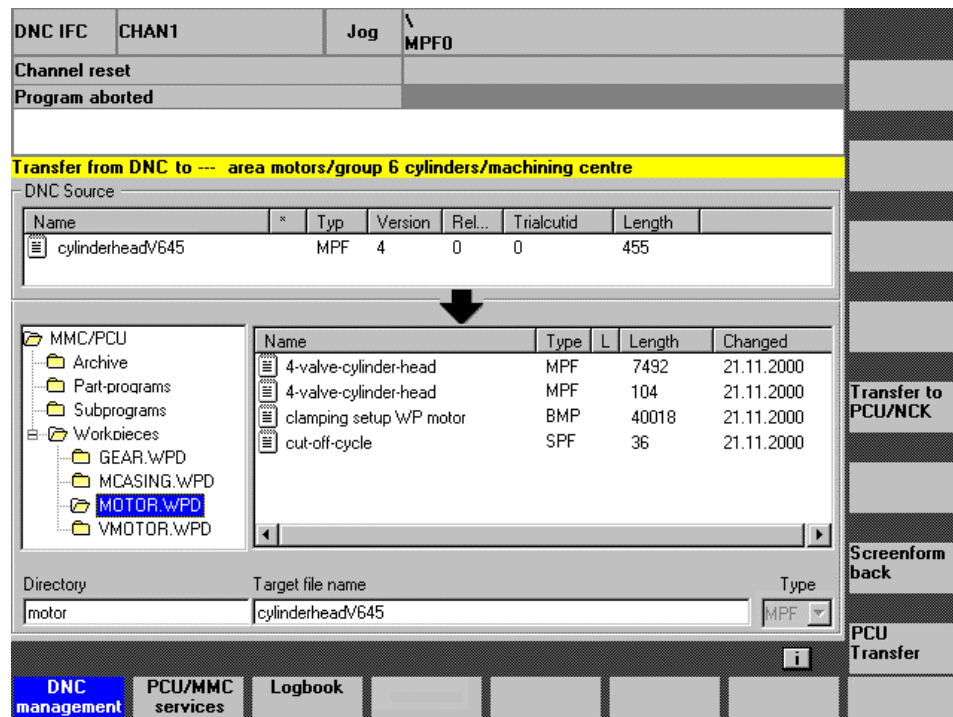 DNC IFC CHAN1 Jog \
MPF0
Channel reset
Program aborted
Transfer from DNC to --- area motors/group 6 cylinders/machining centre
DNC Source
Name * Typ Version Rel... Trialcutid Length
cylinderheadV645 MPF 4 0 0 455
MMC/PCU
Archive
Part-programs
Subprograms
Workpieces
GEAR.WPD
MCASING.WPD
MOTOR.WPD
VMOTOR.WPD
Name Type L Length Changed
4-valve-cylinder-head MPF 7492 21.11.2000
4-valve-cylinder-head MPF 104 21.11.2000
clamping setup WP motor BMP 40018 21.11.2000
cut-off-cycle SPF 36 21.11.2000
Directory Target file name Type
motor cylinderheadV645 MPF
Transfer to
PCU/NCK
Screenform
back
PCU
Transfer
i
DNC
management
PCU/MMC
services
Logbook